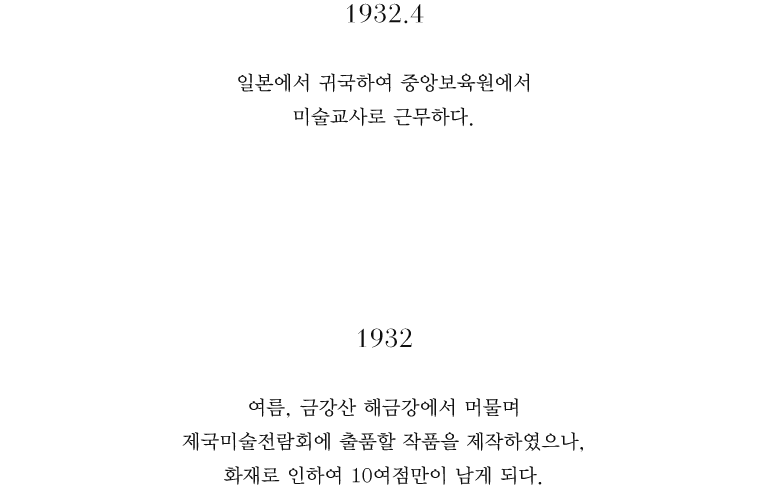 1932.4
일본에서 귀국하여 중앙보육원에서
미술교사로 근무하다.
1932
여름, 금강산 해금강에서 머물며
제국미술전람회에 출품할 작품을 제작하였으나,
화재로 인하여 10여점만이 남게 되다.